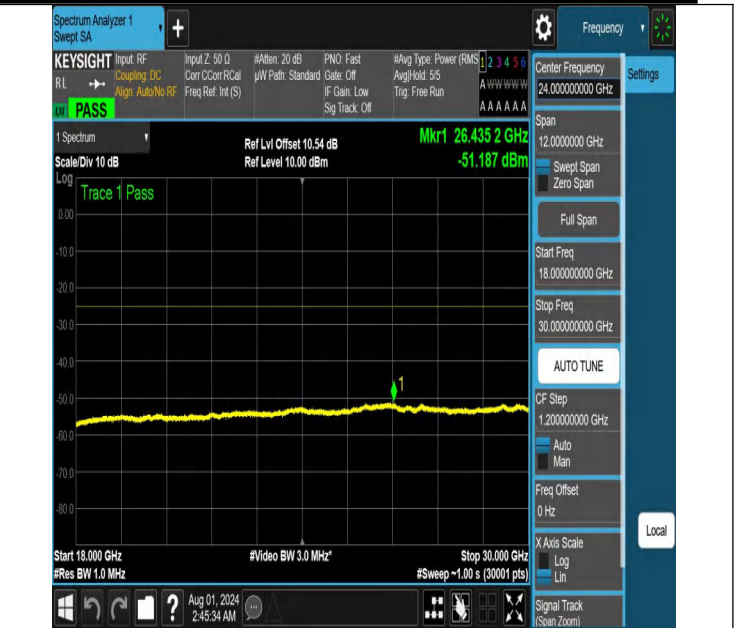 Spectrum Analyzer 1
Swept SA
+
Frequency
KEYSIGHT
RL
PASS
Input: RF
Coupling: DC
Align: Auto/No RF
Input Z: 50 Ω
Corr CCorr RCal
Freq Ref: Int (S)
#Atten: 20 dB
µW Path: Standard
PNO: Fast
Gate: Off
IF Gain: Low
Sig Track: Off
#Avg Type: Power (RMS
Avg|Hold: 5/5
Trig: Free Run
1 2 3 4 5 6
A W W W W W
A A A A A A
1 Spectrum
Scale/Div 10 dB
Log
Ref Lvl Offset 10.54 dB
Ref Level 10.00 dBm
Mkr1 26.435 2 GHz
-51.187 dBm
Trace 1 Pass
0.00
-10.0
-20.0
-30.0
-40.0
-50.0
-60.0
-70.0
-80.0
1
Start 18.000 GHz
#Res BW 1.0 MHz
#Video BW 3.0 MHz*
Stop 30.000 GHz
#Sweep ~1.00 s (30001 pts)
Center Frequency
24.000000000 GHz
Span
12.0000000 GHz
Swept Span
Zero Span
Full Span
Start Freq
18.000000000 GHz
Stop Freq
30.000000000 GHz
AUTO TUNE
CF Step
1.200000000 GHz
Auto
Man
Freq Offset
0 Hz
X Axis Scale
Log
Lin
Signal Track
(Span Zoom)
Settings
Local
?
Aug 01, 2024
2:45:34 AM